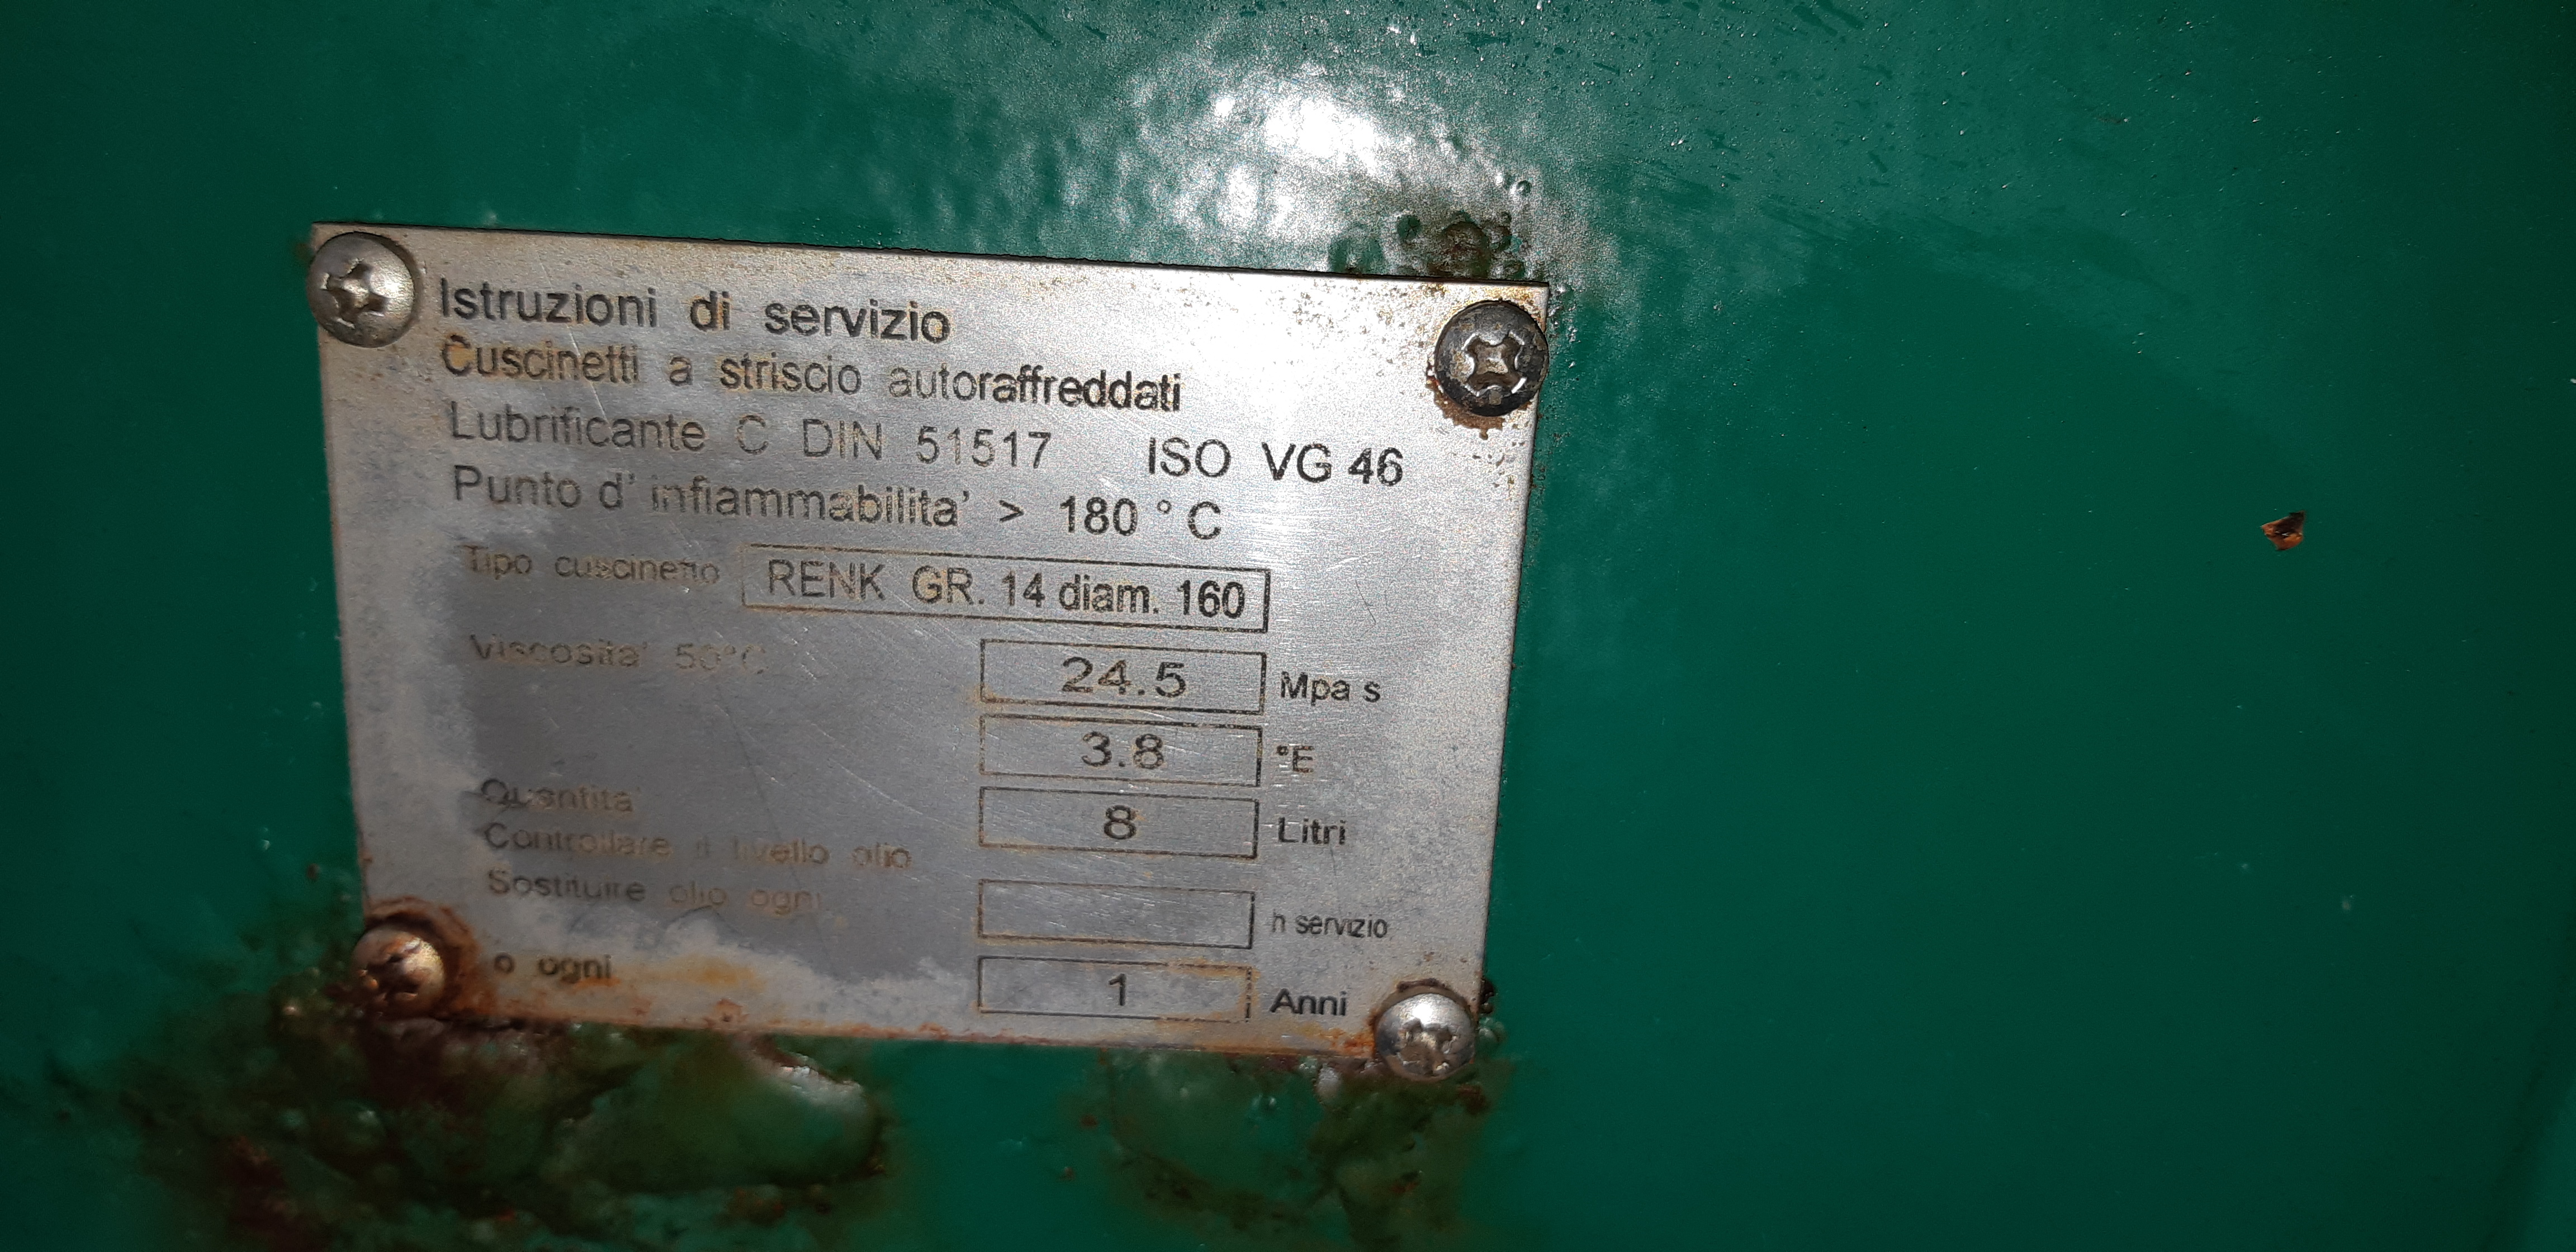 Istruzioni di servizio
Cuscinetti a striscio autoraffreddati
Lubrificante C DIN 51517 ISO VG 46
Punto d' infiammabilita' > 180 ° C
Tipo cuscinetto RENK GR. 14 diam. 160
Viscosita' 50°C 24.5 Mpa s
3.8 °E
Quantita' 8 Litri
Controllare il livello olio
Sostituire olio ogni h servizio
o ogni 1 Anni